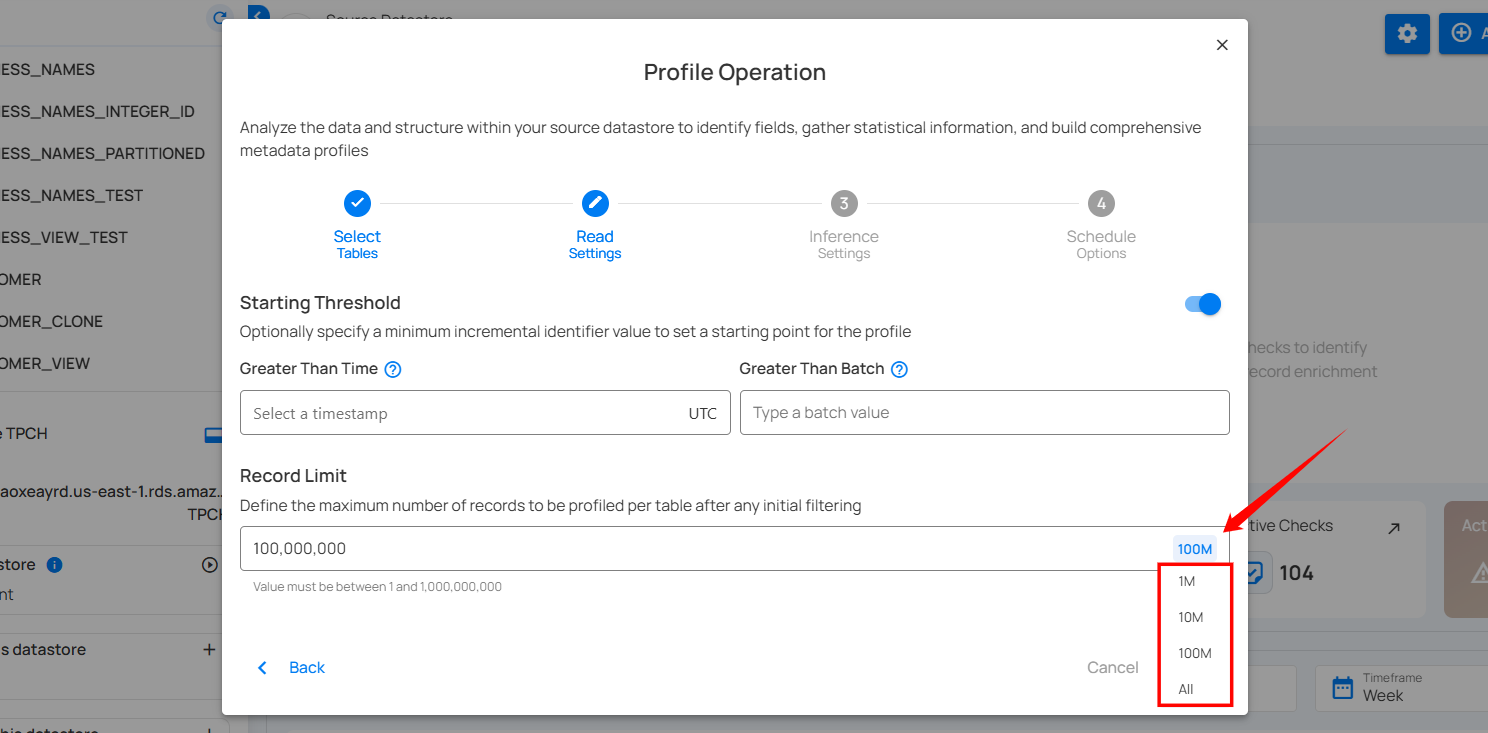 Source Datastore
ESS_NAMES
ESS_NAMES_INTEGER_ID
ESS_NAMES_PARTITIONED
ESS_NAMES_TEST
ESS_VIEW_TEST
OMER
OMER_CLONE
OMER_VIEW
e TPCH
aoxeayrd.us-east-1.rds.amaz...
TPCH
store
nt
s datastore
Profile Operation
Analyze the data and structure within your source datastore to identify fields, gather statistical information, and build comprehensive
metadata profiles
Select
Tables
Read
Settings
3
Inference
Settings
4
Schedule
Options
Starting Threshold
Optionally specify a minimum incremental identifier value to set a starting point for the profile
Greater Than Time
Select a timestamp UTC
Greater Than Batch
Type a batch value
Record Limit
Define the maximum number of records to be profiled per table after any initial filtering
100,000,000 100M
Value must be between 1 and 1,000,000,000
1M
10M
100M
All
Back
Cancel
A
hecks to identify
ecord enrichment
tive Checks
104
Act
Timeframe
Week